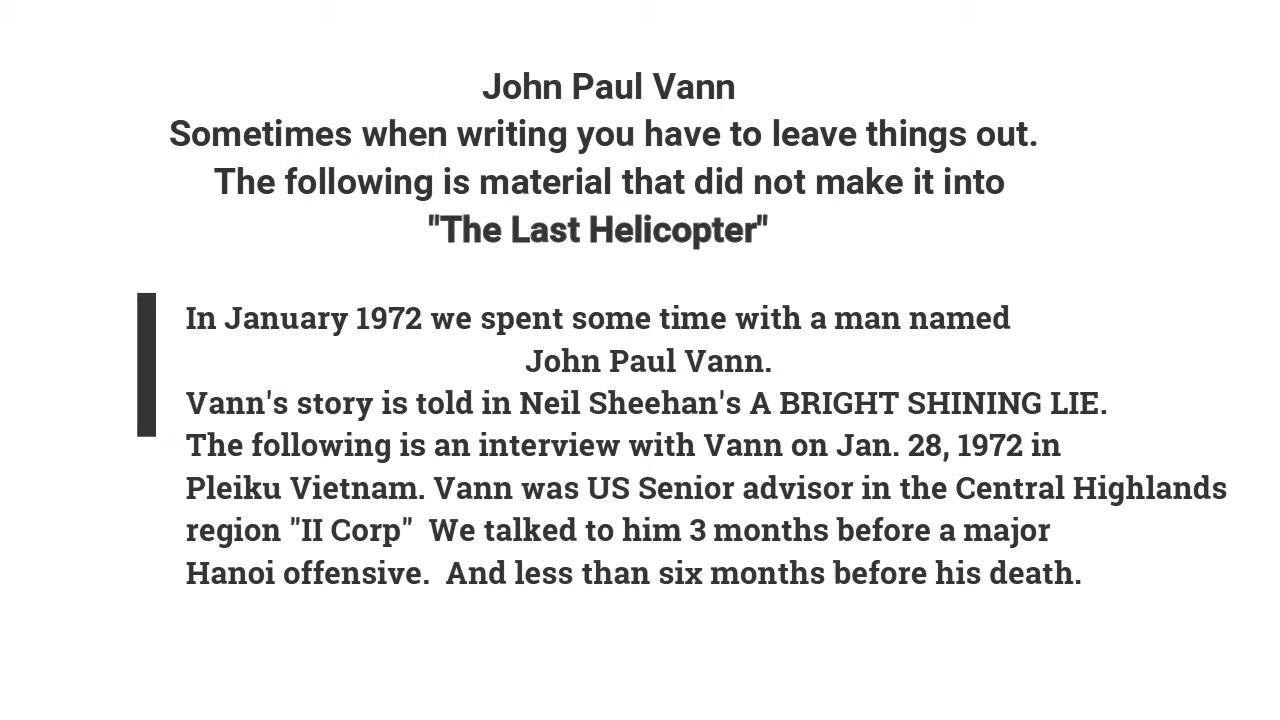 John Paul Vann
Sometimes when writing you have to leave things out.
The following is material that did not make it into
"The Last Helicopter"
In January 1972 we spent some time with a man named
John Paul Vann.
Vann's story is told in Neil Sheehan's A BRIGHT SHINING LIE.
The following is an interview with Vann on Jan. 28, 1972 in
Pleiku Vietnam. Vann was US Senior advisor in the Central Highlands
region "II Corp"  We talked to him 3 months before a major
Hanoi offensive.  And less than six months before his death.